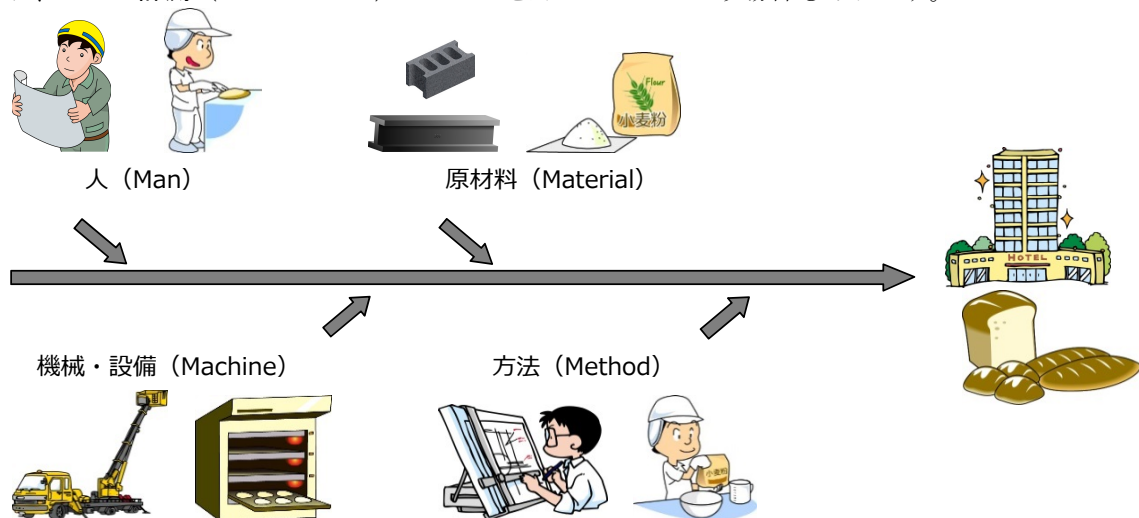 Flour
小麦粉
人（Man）
原材料（Material）
HOTEL
機械・設備（Machine）
方法（Method）
小麦粉